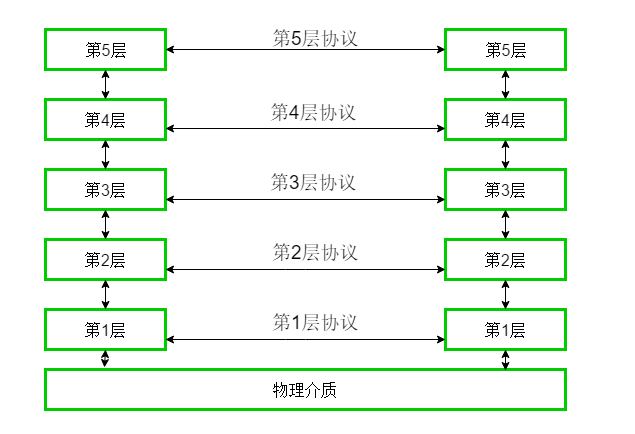 第5层协议
第5层
第5层
第4层协议
第4层
第4层
第3层协议
第3层
第3层
第2层协议
第2层
第2层
第1层协议
第1层
第1层
物理介质